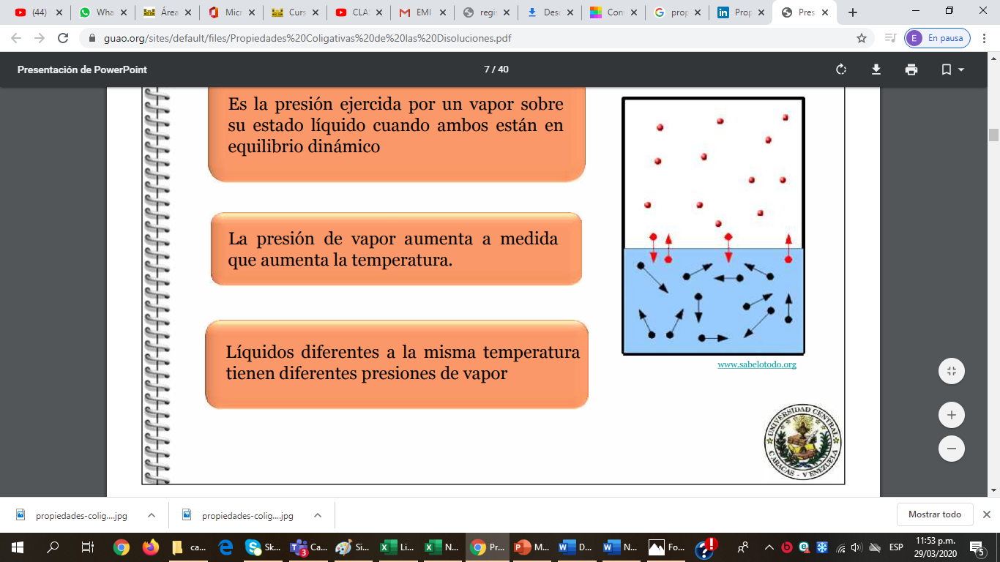 (44)
Wha
Área
Micr
Curs
CLA
EMI
regis
Desc
Con
prop
Prop
Pres
guao.org/sites/default/files/Propiedades%20Coligativas%20de%20las%20Disoluciones.pdf
E
En pausa
Presentación de PowerPoint
7 / 40
Es la presión ejercida por un vapor sobre
su estado líquido cuando ambos están en
equilibrio dinámico
La presión de vapor aumenta a medida
que aumenta la temperatura.
Líquidos diferentes a la misma temperatura
tienen diferentes presiones de vapor
www.sabelotodo.org
UNIVERSIDAD CENTRAL
CARACAS - VENEZUELA
propiedades-colig....jpg
propiedades-colig....jpg
Mostrar todo
ca...
Sk...
3
Ca...
Si...
Li...
N...
Pr...
M...
D...
N...
Fo...
ESP
11:53 p.m.
29/03/2020
5